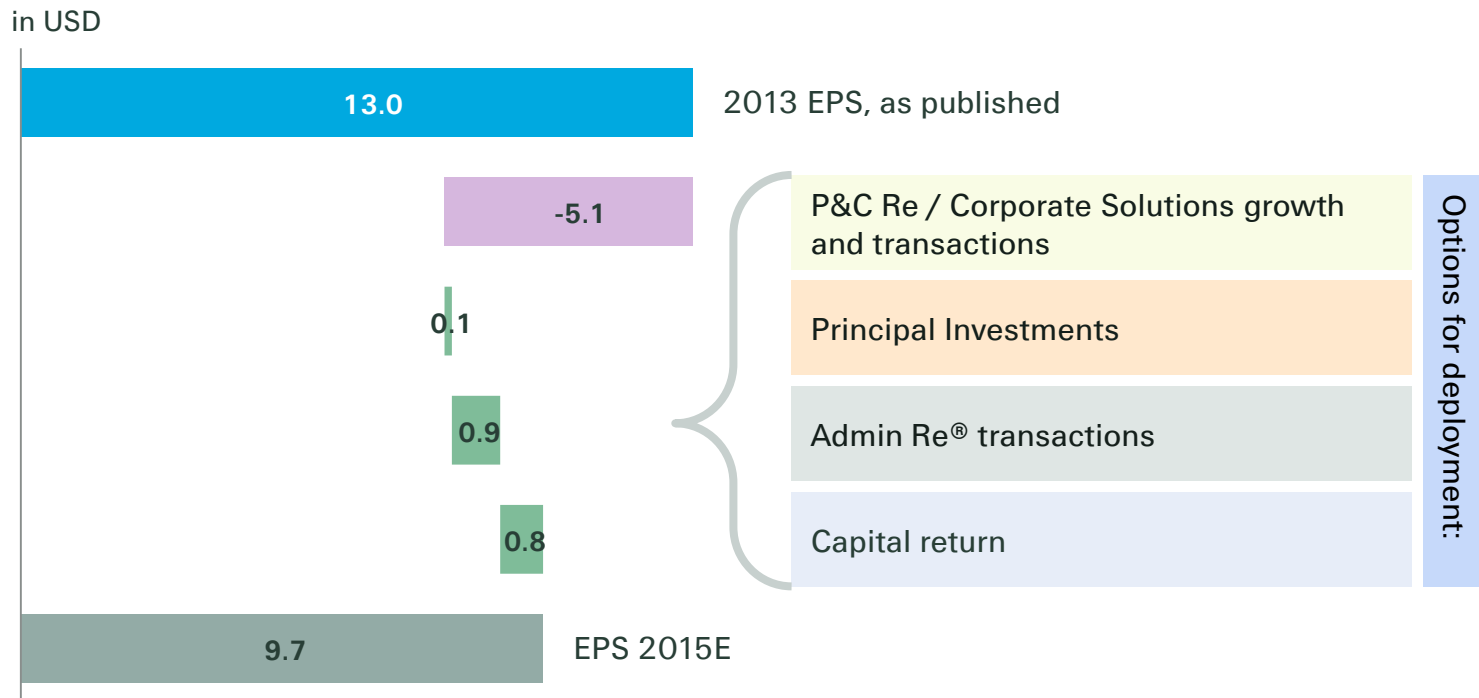 in USD
13.0
2013 EPS, as published
-5.1
0.1
0.9
0.8
9.7
EPS 2015E
P&C Re / Corporate Solutions growth
and transactions
Principal Investments
Admin Re® transactions
Capital return
Options for deployment: